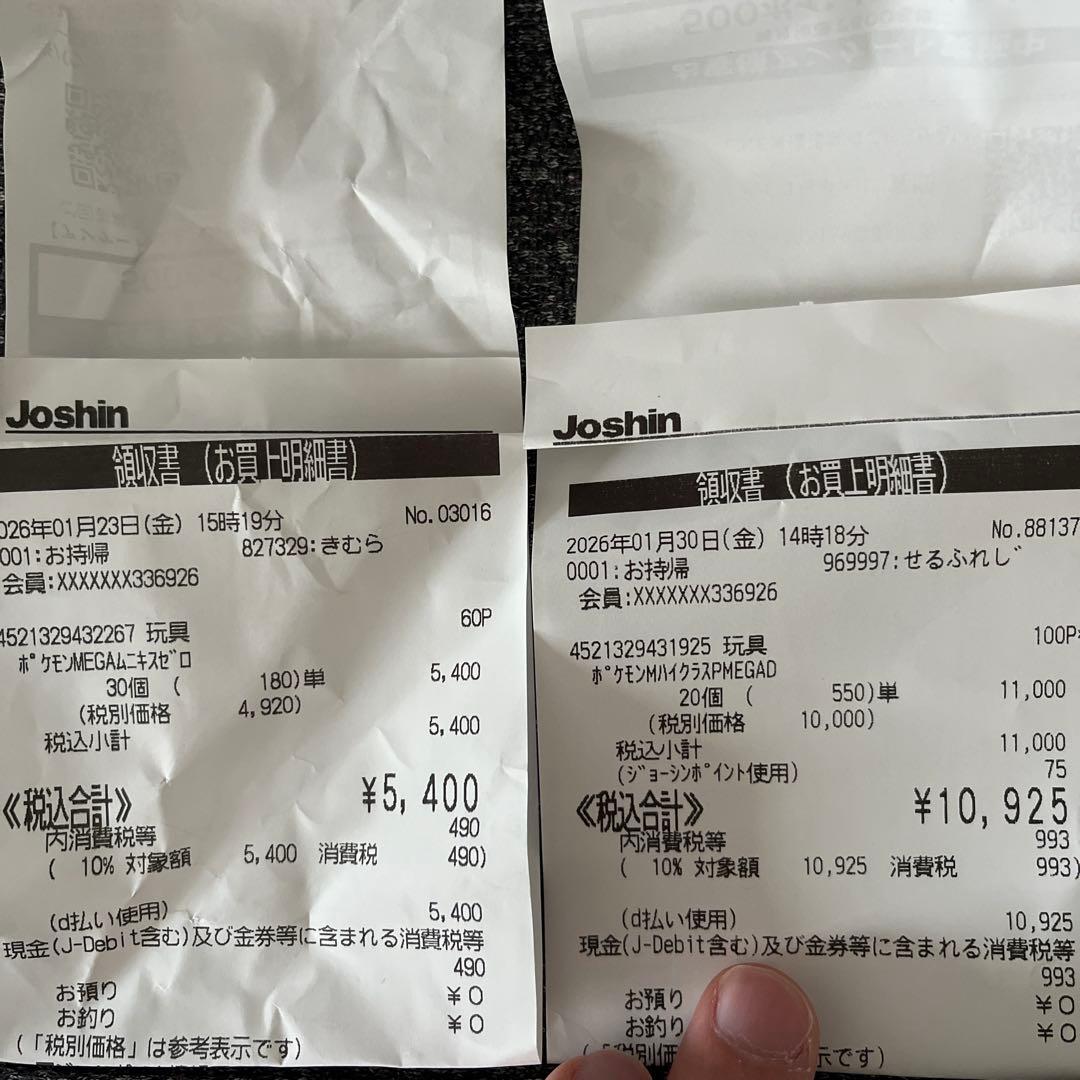 Joshin
領収書 (お買上明細書)
026年01月23日(金) 15時19分 No.03016
0001:お持帰 827329:きむら
会員:XXXXXXX336926
60P
4521329432267 玩具
ポケモンMEGAムニキスゼロ
30個 ( 180)単 5,400
(税別価格 4,920)
税込小計 5,400
《税込合計》 ¥5,400
内消費税等 490
( 10% 対象額 5,400 消費税 490)
(d払い使用) 5,400
現金(J-Debit含む)及び金券等に含まれる消費税等
490
お預り ¥0
お釣り ¥0
(「税別価格」は参考表示です)
Joshin
領収書 (お買上明細書)
2026年01月30日(金) 14時18分 No.88137
0001:お持帰 969997:せるふれじ
会員:XXXXXXX336926
100P
4521329431925 玩具
ポケモンMハイクラスPMEGAD
20個 ( 550)単 11,000
(税別価格 10,000)
税込小計 11,000
(ジョーシンポイント使用) 75
《税込合計》 ¥10,925
内消費税等 993
( 10% 対象額 10,925 消費税 993)
(d払い使用) 10,925
現金(J-Debit含む)及び金券等に含まれる消費税等
993
お預り ¥0
お釣り ¥0
(「税別価 示です)